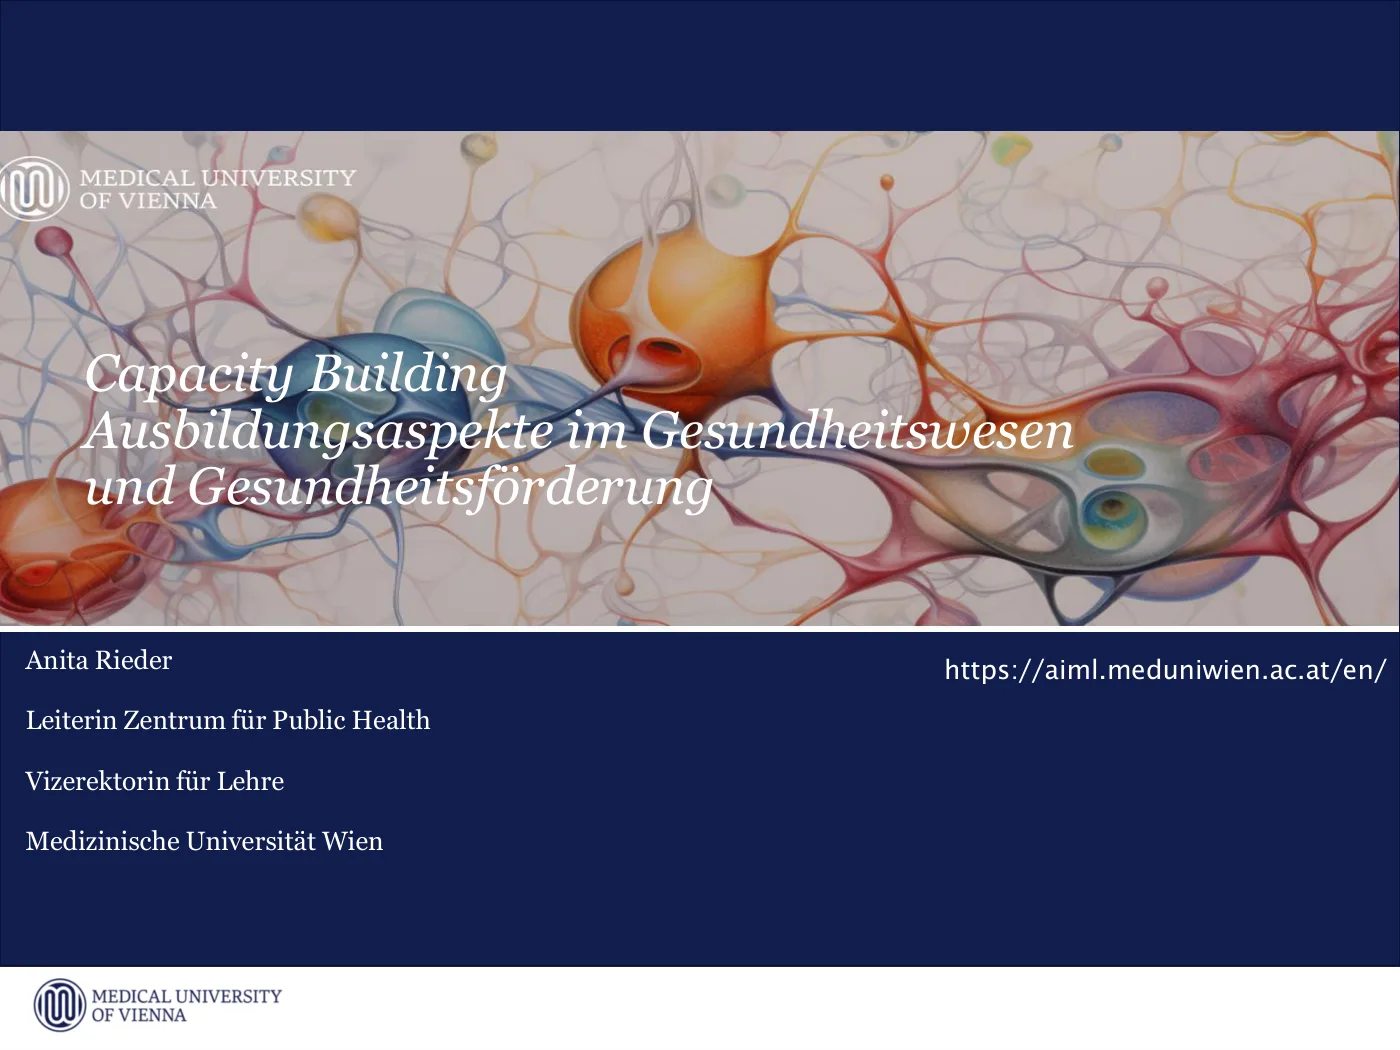 MEDICAL UNIVERSITY
OF VIENNA
Capacity Building
Ausbildungsaspekte im Gesundheitswesen
und Gesundheitsförderung
Anita Rieder
https://aiml.meduniwien.ac.at/en/
Leiterin Zentrum für Public Health
Vizerektorin für Lehre
Medizinische Universität Wien
MEDICAL UNIVERSITY
OF VIENNA